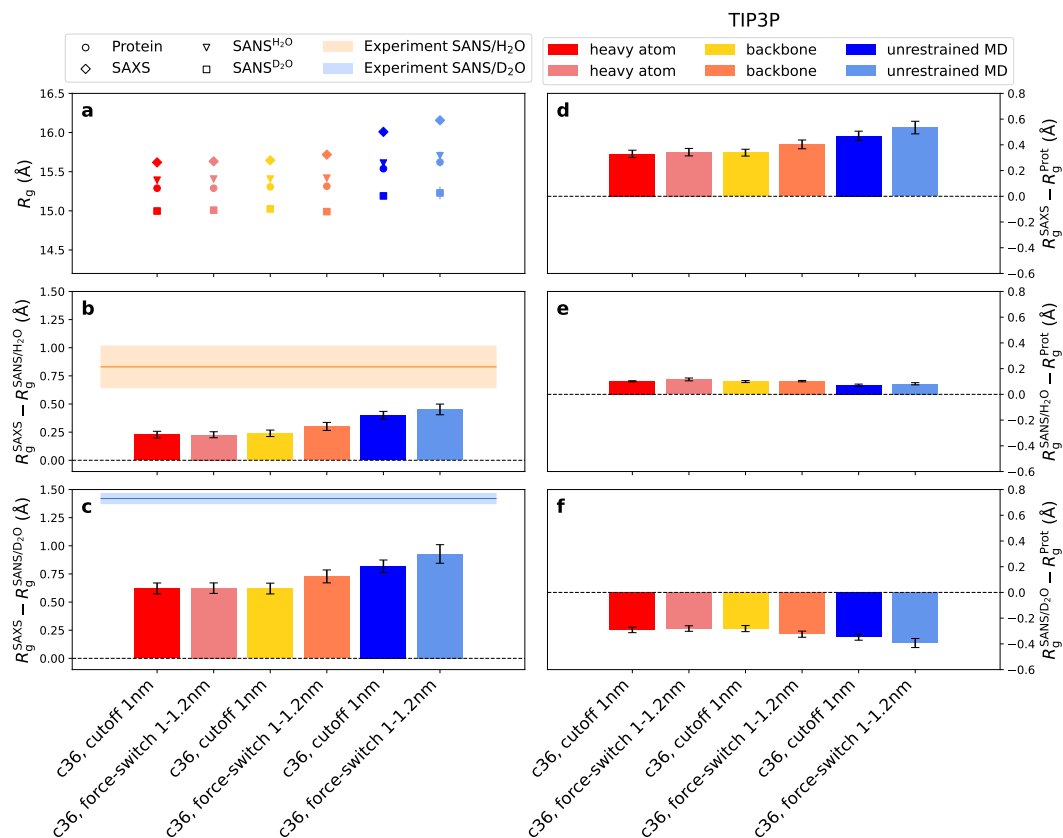 TIP3P
Protein
SANS^H₂O
Experiment SANS/H₂O
SAXS
SANS^D₂O
Experiment SANS/D₂O
heavy atom
backbone
unrestrained MD
heavy atom
backbone
unrestrained MD
a
R_g (Å)
16.5
16.0
15.5
15.0
14.5
d
0.8
0.6
0.4
0.2
0.0
−0.2
−0.4
−0.6
R_g^SAXS − R_g^Prot (Å)
b
R_g^SAXS − R_g^SANS/H₂O (Å)
1.50
1.25
1.00
0.75
0.50
0.25
0.00
e
0.8
0.6
0.4
0.2
0.0
−0.2
−0.4
−0.6
R_g^SANS/H₂O − R_g^Prot (Å)
c
R_g^SAXS − R_g^SANS/D₂O (Å)
1.50
1.25
1.00
0.75
0.50
0.25
0.00
f
0.8
0.6
0.4
0.2
0.0
−0.2
−0.4
−0.6
R_g^SANS/D₂O − R_g^Prot (Å)
c36, cutoff 1nm
c36, force-switch 1-1.2nm
c36, cutoff 1nm
c36, force-switch 1-1.2nm
c36, cutoff 1nm
c36, force-switch 1-1.2nm
c36, cutoff 1nm
c36, force-switch 1-1.2nm
c36, cutoff 1nm
c36, force-switch 1-1.2nm
c36, cutoff 1nm
c36, force-switch 1-1.2nm